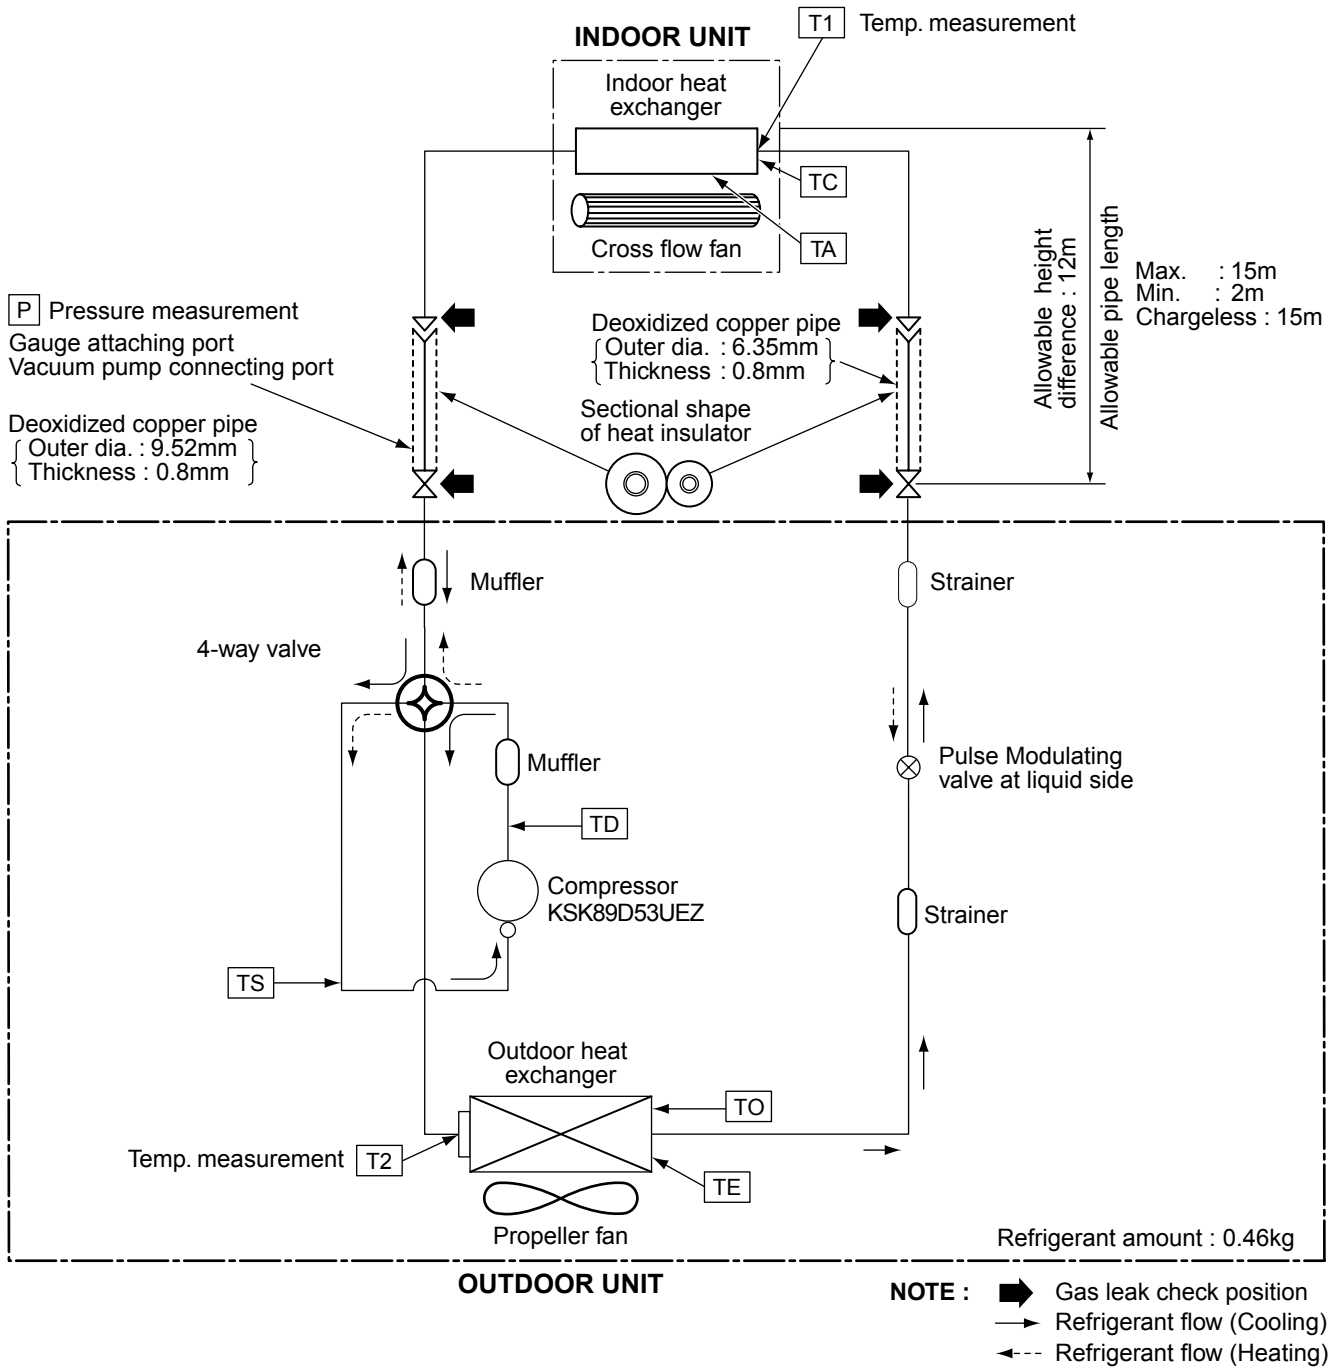 T1 Temp. measurement
INDOOR UNIT
Indoor heat
exchanger
TC
TA
Cross flow fan
Allowable height
difference : 12m
Allowable pipe length
Max. : 15m
Min. : 2m
Chargeless : 15m
P Pressure measurement
Gauge attaching port
Vacuum pump connecting port
Deoxidized copper pipe
Outer dia. : 9.52mm
Thickness : 0.8mm
Deoxidized copper pipe
Outer dia. : 6.35mm
Thickness : 0.8mm
Sectional shape
of heat insulator
Muffler
Strainer
4-way valve
Muffler
Pulse Modulating
valve at liquid side
TD
Compressor
KSK89D53UEZ
Strainer
TS
Outdoor heat
exchanger
TO
Temp. measurement T2
TE
Propeller fan
Refrigerant amount : 0.46kg
OUTDOOR UNIT
NOTE : Gas leak check position
Refrigerant flow (Cooling)
Refrigerant flow (Heating)